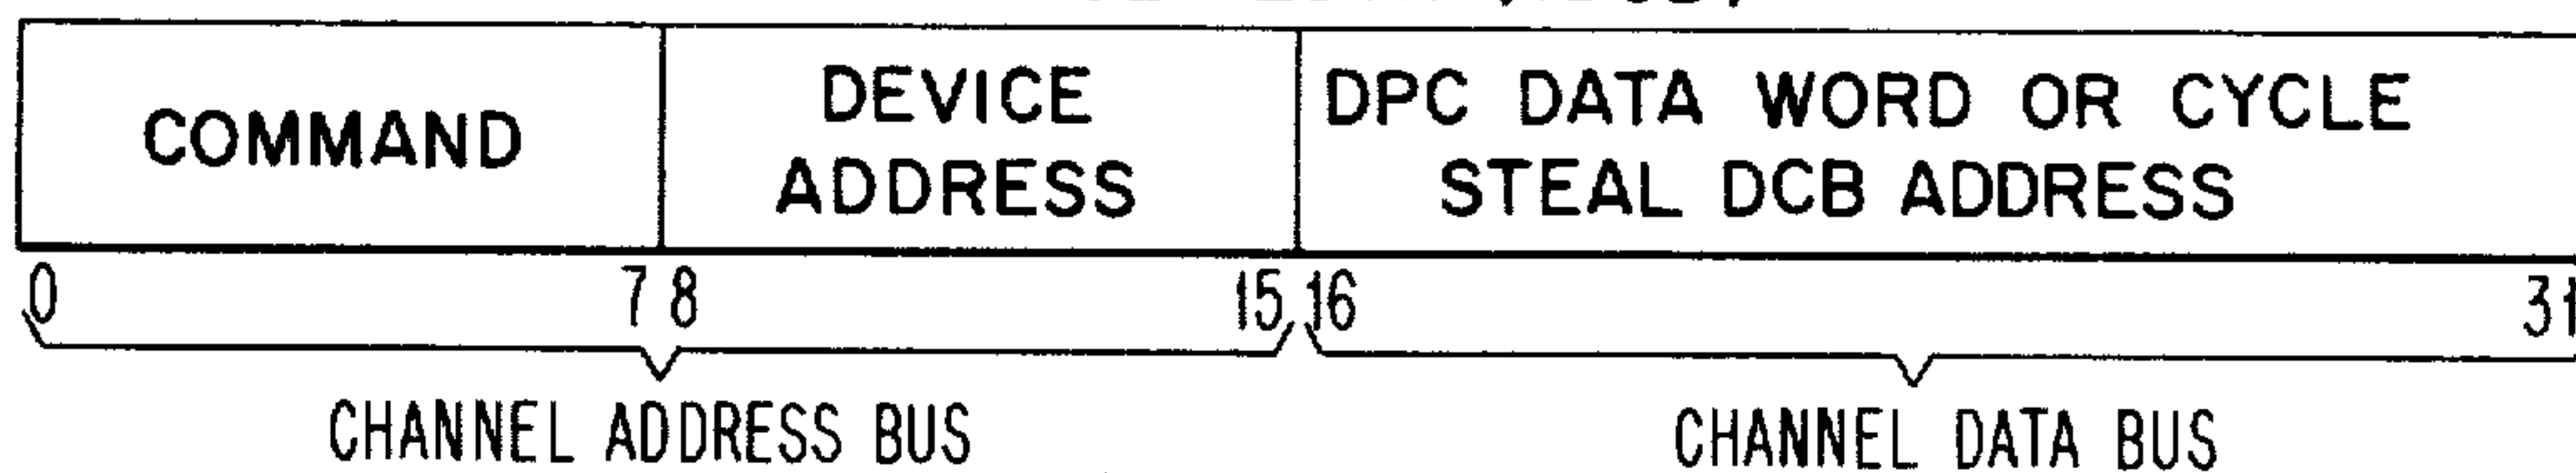 COMMAND
DEVICE
ADDRESS
DPC DATA WORD OR CYCLE
STEAL DCB ADDRESS
0 7 8 15 16 31
CHANNEL ADDRESS BUS
CHANNEL DATA BUS